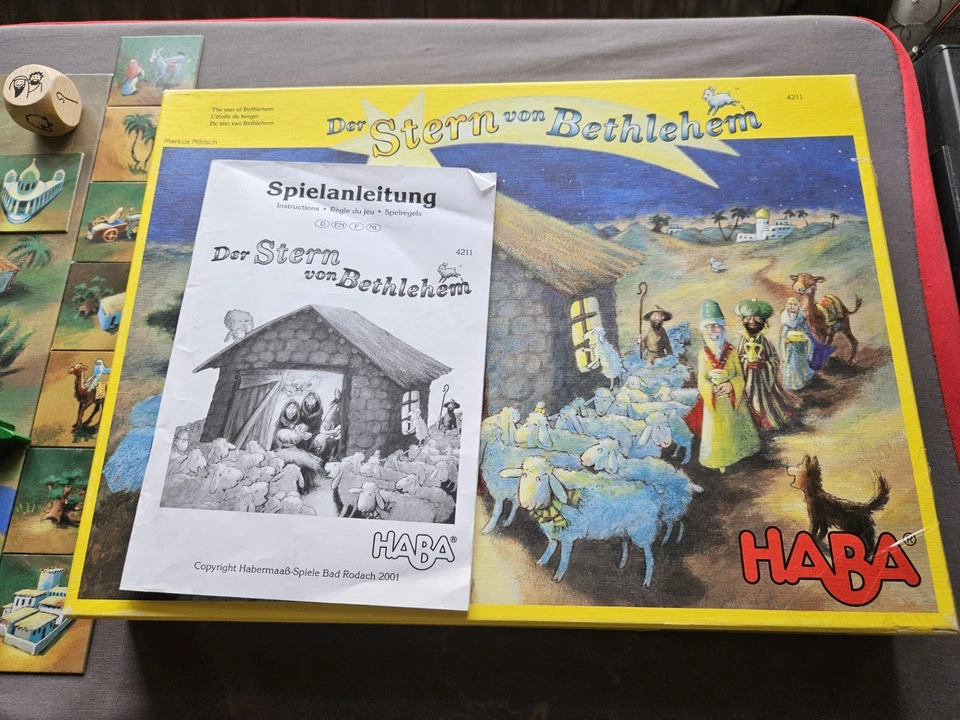 The star of Bethlehem
L'étoile du berger
De ster van Bethlehem
4211
Markus Nikisch
Der Stern von Bethlehem
HABA®
Spielanleitung
Instructions • Règle du jeu • Spelregels
D EN F NL
4211
Der Stern
von Bethlehem
HABA®
Copyright Habermaaß-Spiele Bad Rodach 2001